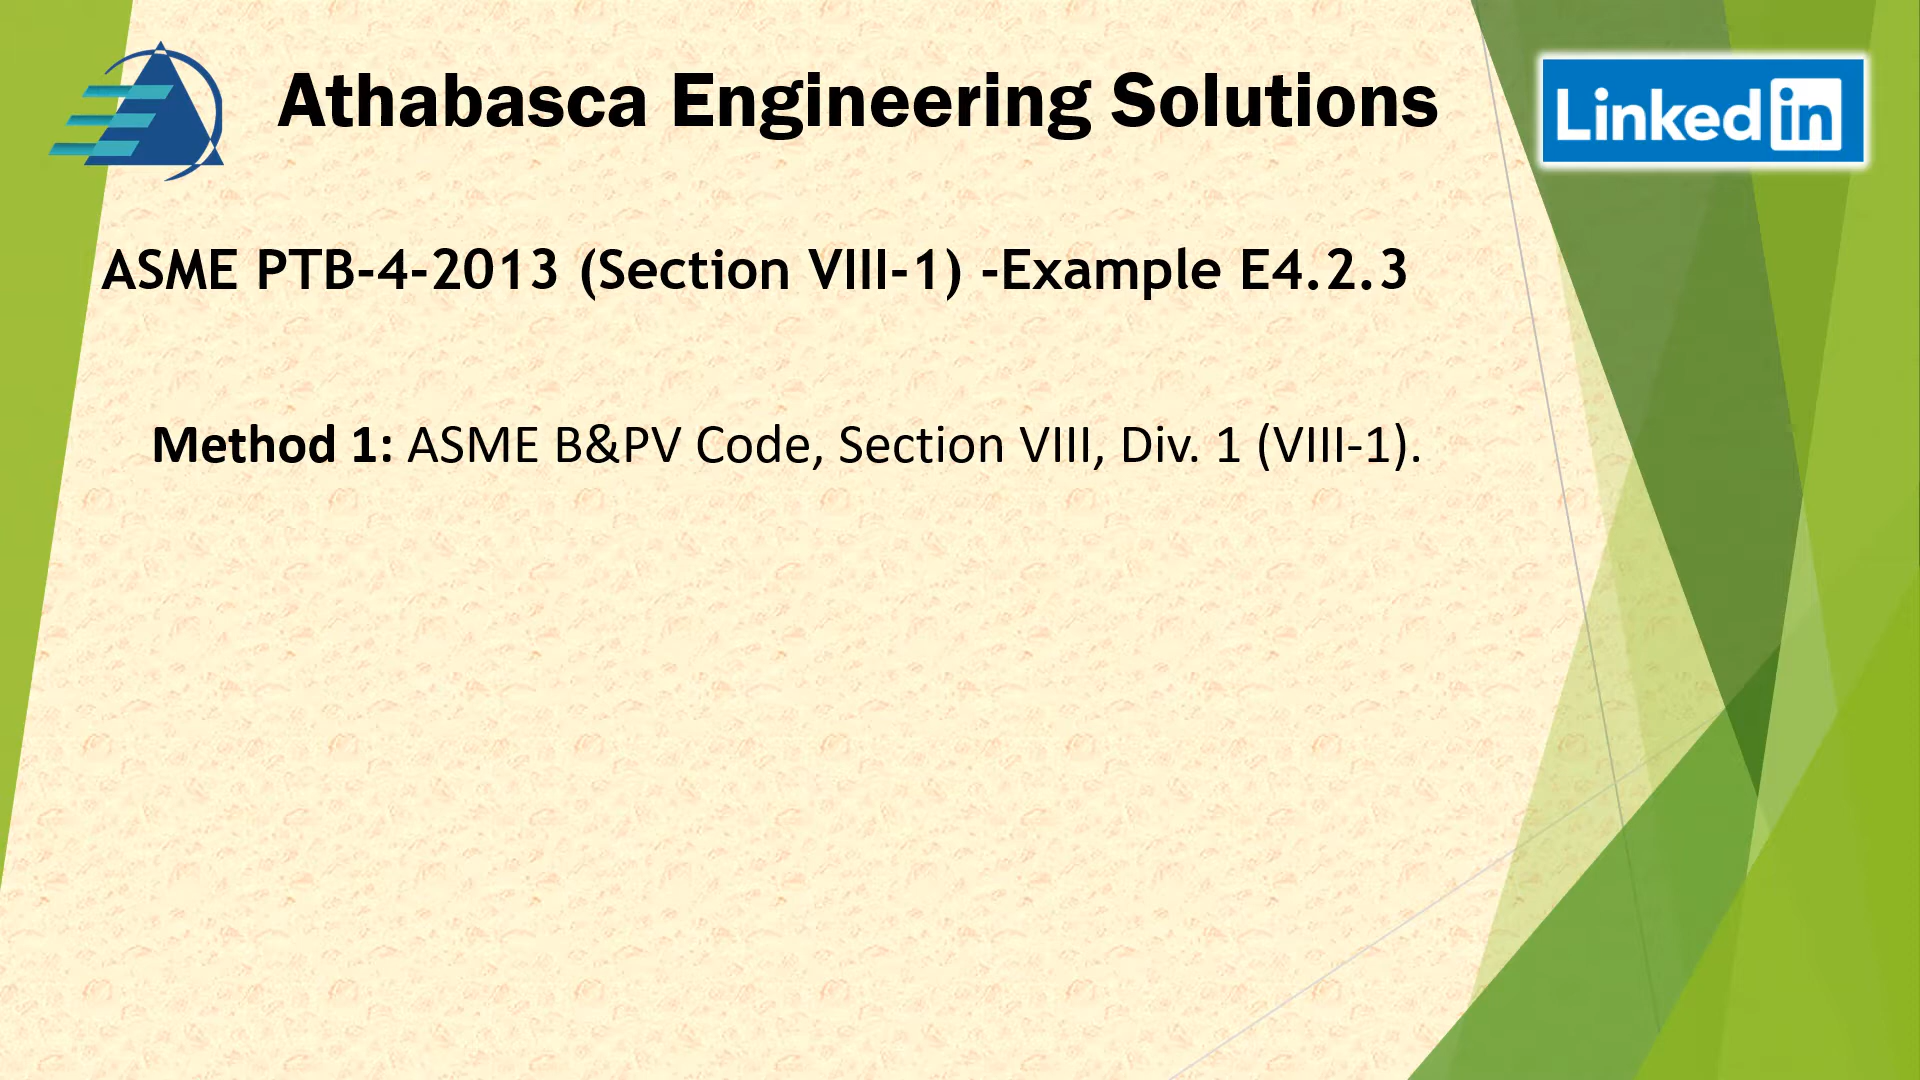 Athabasca Engineering Solutions
Linked in
ASME PTB-4-2013 (Section VIII-1) -Example E4.2.3
Method 1: ASME B&PV Code, Section VIII, Div. 1 (VIII-1).